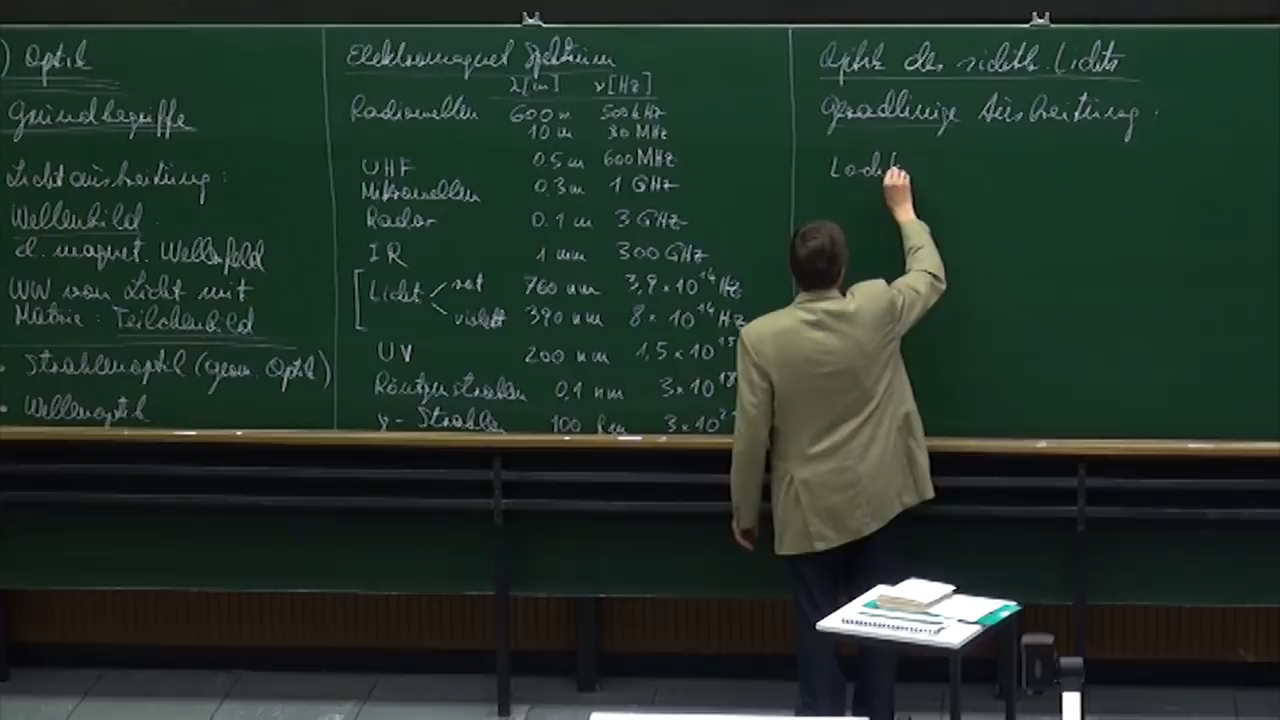 ) Optik
Grundbegriffe
Lichtausbreitung:
Wellenbild:
el. magnet. Wellenfeld
WW von Licht mit
Materie: Teilchenbild
• Strahlenoptik (geom. Optik)
• Wellenoptik
Elektromagnet Spektrum
λ[m] ν[Hz]
Radiowellen 600 m 500 kHz
10 m 30 MHz
UHF 0.5 m 600 MHz
Mikrowellen 0.3 m 1 GHz
Radar 0.1 m 3 GHz
IR 1 mm 300 GHz
Licht rot 760 nm 3,9 × 10¹⁴ Hz
violett 390 nm 8 × 10¹⁴ Hz
UV 200 nm 1,5 × 10¹⁵
Röntgenstrahlen 0,1 nm 3 × 10¹⁸
γ- Strahlen 100 fm 3 × 10²¹
Optik des sichtb. Lichts
geradlinige Ausbreitung:
Loch